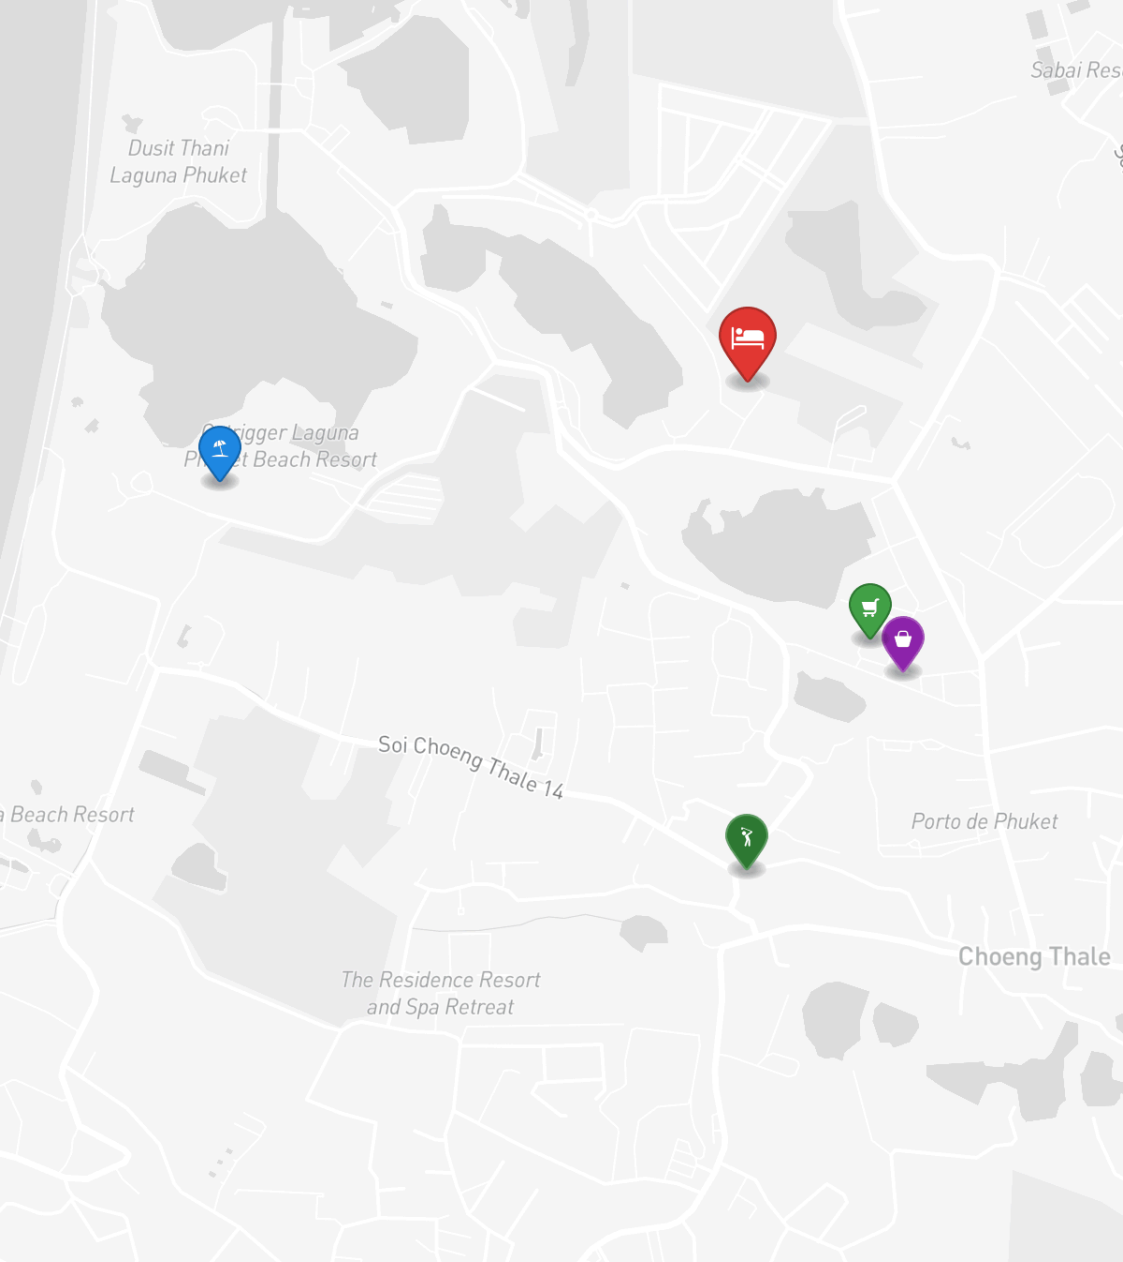 Sabai Res
Dusit Thani
Laguna Phuket
Laguna
Beach Resort
Soi Choeng Thale 14
a Beach Resort
Porto de Phuket
Choeng Thale
The Residence Resort
and Spa Retreat